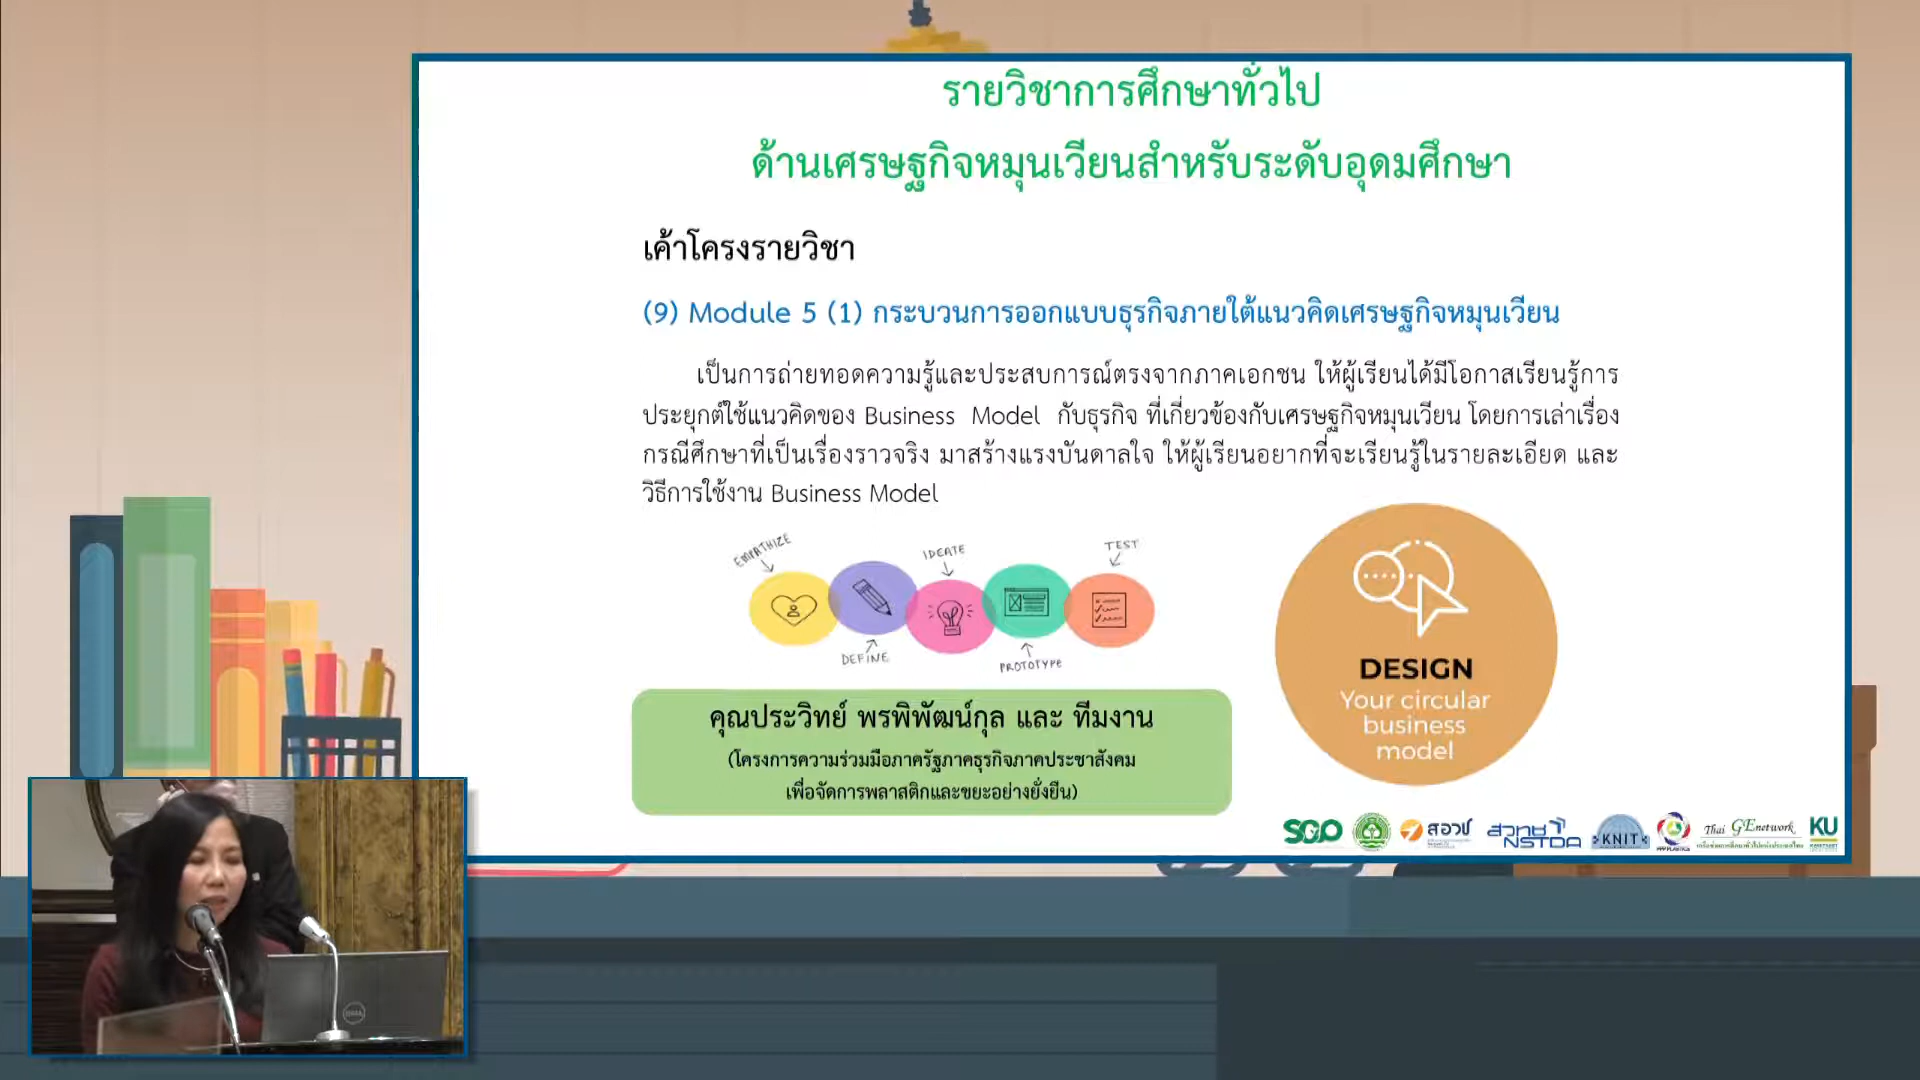 รายวิชาการศึกษาทั่วไป
ด้านเศรษฐกิจหมุนเวียนสำหรับระดับอุดมศึกษา
เค้าโครงรายวิชา
(9) Module 5 (1) กระบวนการออกแบบธุรกิจภายใต้แนวคิดเศรษฐกิจหมุนเวียน
เป็นการถ่ายทอดความรู้และประสบการณ์ตรงจากภาคเอกชน ให้ผู้เรียนได้มีโอกาสเรียนรู้การ
ประยุกต์ใช้แนวคิดของ Business Model กับธุรกิจ ที่เกี่ยวข้องกับเศรษฐกิจหมุนเวียน โดยการเล่าเรื่อง
กรณีศึกษาที่เป็นเรื่องราวจริง มาสร้างแรงบันดาลใจ ให้ผู้เรียนอยากที่จะเรียนรู้ในรายละเอียด และ
วิธีการใช้งาน Business Model
EMPATHIZE
DEFINE
IDEATE
PROTOTYPE
TEST
DESIGN
Your circular
business
model
คุณประวิทย์ พรพิพัฒน์กุล และ ทีมงาน
(โครงการความร่วมมือภาครัฐภาคธุรกิจภาคประชาสังคม
เพื่อจัดการพลาสติกและขยะอย่างยั่งยืน)
สอวช
สวทช
NSTDA
KNIT
PPP PLASTICS
Thai GEnetwork
KU
DELL